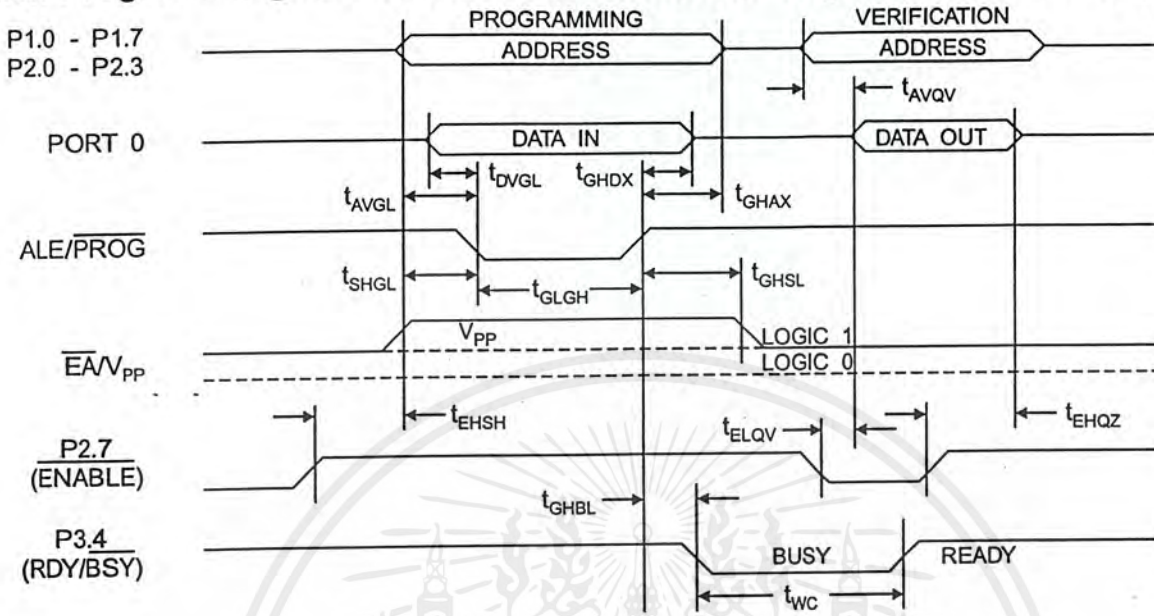 PROGRAMMING VERIFICATION
P1.0 - P1.7
P2.0 - P2.3
ADDRESS ADDRESS
tAVQV
PORT 0
DATA IN DATA OUT
tDVGL tGHDX
tAVGL tGHAX
ALE/PROG
tSHGL tGLGH tGHSL
VPP LOGIC 1
LOGIC 0
EA/VPP
tEHSH tELQV tEHQZ
P2.7
(ENABLE)
tGHBL
P3.4
(RDY/BSY)
BUSY READY
tWC